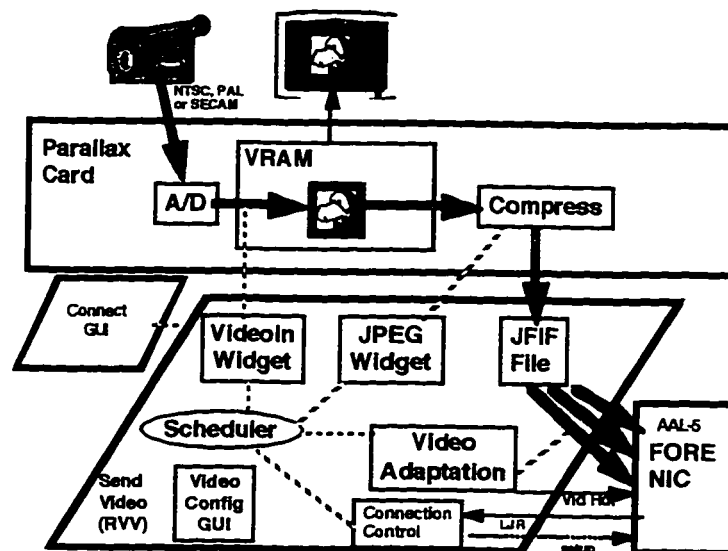 NTSC, PAL
or SECAM
Parallax
Card
VRAM
A/D
Compress
Connect
GUI
VideoIn
Widget
JPEG
Widget
JFIF
File
Scheduler
Video
Adaptation
AAL-5
FORE
NIC
Send
Video
(RVV)
Video
Config
GUI
Connection
Control
Vid Hdr